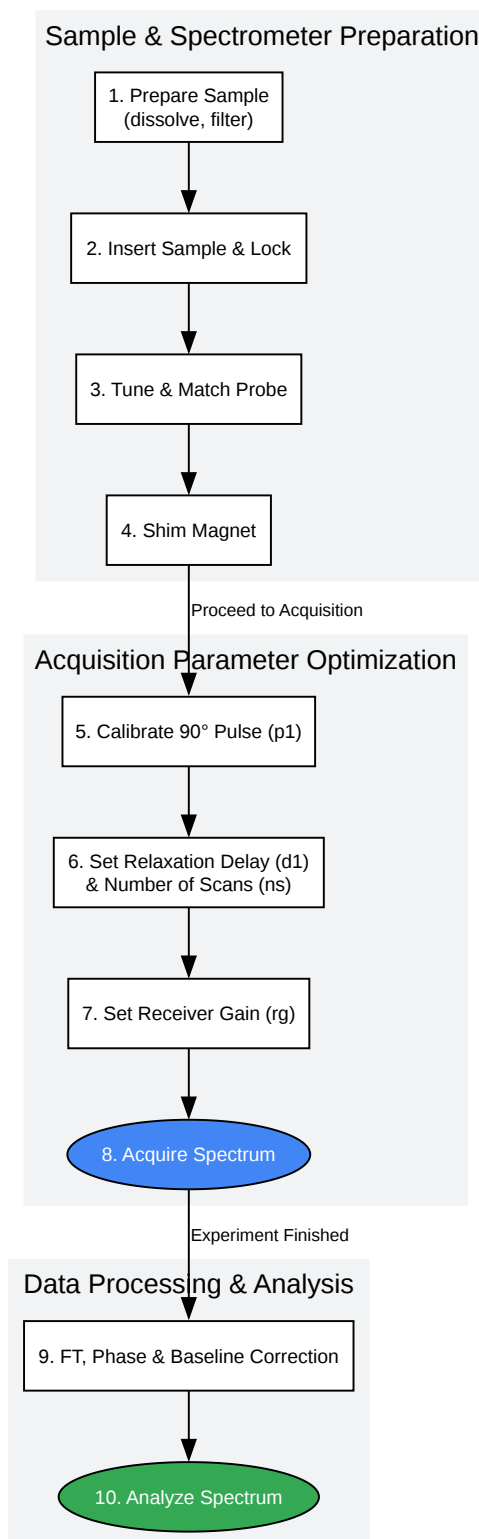 Sample & Spectrometer Preparation
1. Prepare Sample
(dissolve, filter)
2. Insert Sample & Lock
3. Tune & Match Probe
4. Shim Magnet
Proceed to Acquisition
Acquisition Parameter Optimization
5. Calibrate 90° Pulse (p1)
6. Set Relaxation Delay (d1)
& Number of Scans (ns)
7. Set Receiver Gain (rg)
8. Acquire Spectrum
Experiment Finished
Data Processing & Analysis
9. FT, Phase & Baseline Correction
10. Analyze Spectrum